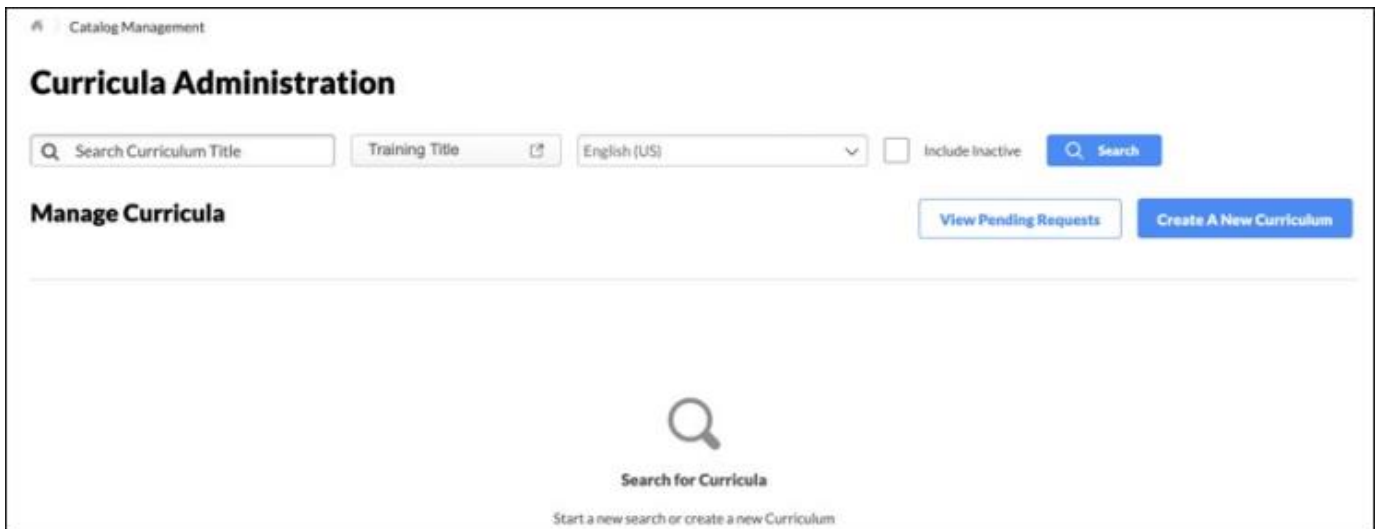 Catalog Management
Curricula Administration
Search Curriculum Title Training Title English (US) Include Inactive Search
Manage Curricula View Pending Requests Create A New Curriculum
Search for Curricula
Start a new search or create a new Curriculum